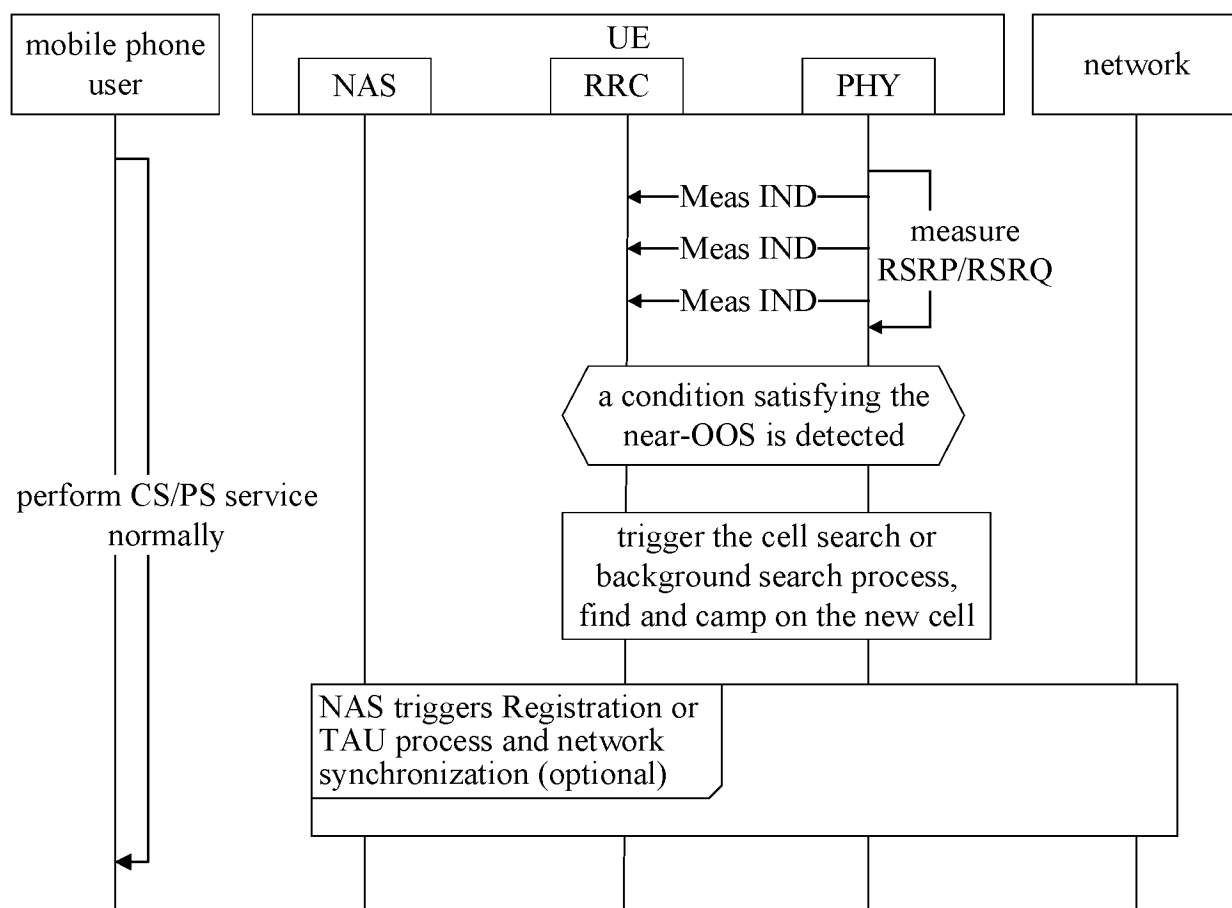 mobile phone
user
UE
NAS
RRC
PHY
network
Meas IND
Meas IND
Meas IND
measure
RSRP/RSRQ
a condition satisfying the
near-OOS is detected
perform CS/PS service
normally
trigger the cell search or
background search process,
find and camp on the new cell
NAS triggers Registration or
TAU process and network
synchronization (optional)